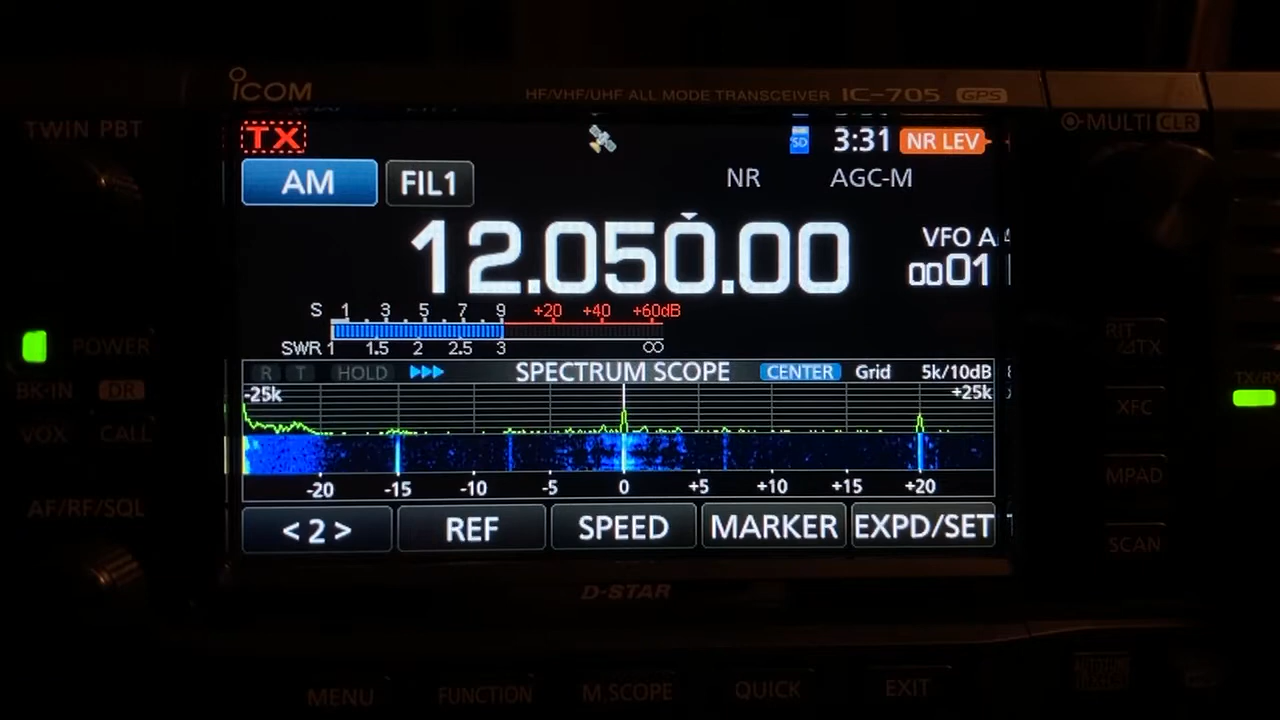 ICOM HF/VHF/UHF ALL MODE TRANSCEIVER IC-705 GPS
TWIN PBT
MULTI CLR
TX SD 3:31 NR LEV
AM FIL1 NR AGC-M
12.050.00 VFO A
0001
S 1 3 5 7 9 +20 +40 +60dB
SWR 1 1.5 2 2.5 3 ∞
POWER
RIT
TX
R T HOLD SPECTRUM SCOPE CENTER Grid 5k/10dB
-25k +25k
BK-IN DR
TX/RX
XFC
VOX CALL
-20 -15 -10 -5 0 +5 +10 +15 +20
MPAD
AF/RF/SQL
< 2 > REF SPEED MARKER EXPD/SET
SCAN
D-STAR
MENU FUNCTION M.SCOPE QUICK EXIT